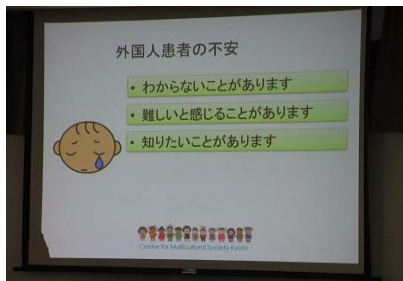 外国人患者の不安
• わからないことがあります
• 難しいと感じることがあります
• 知りたいことがあります
Centre for Multicultural Society Kyoto